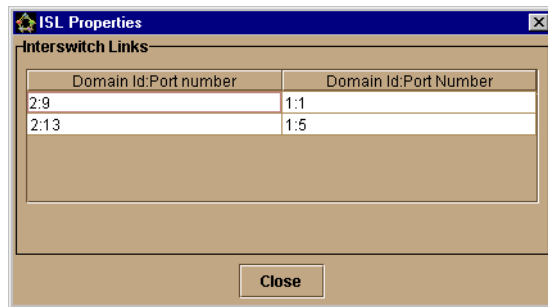 ISL Properties
Interswitch Links
Domain Id:Port number Domain Id:Port Number
2:9 1:1
2:13 1:5
Close